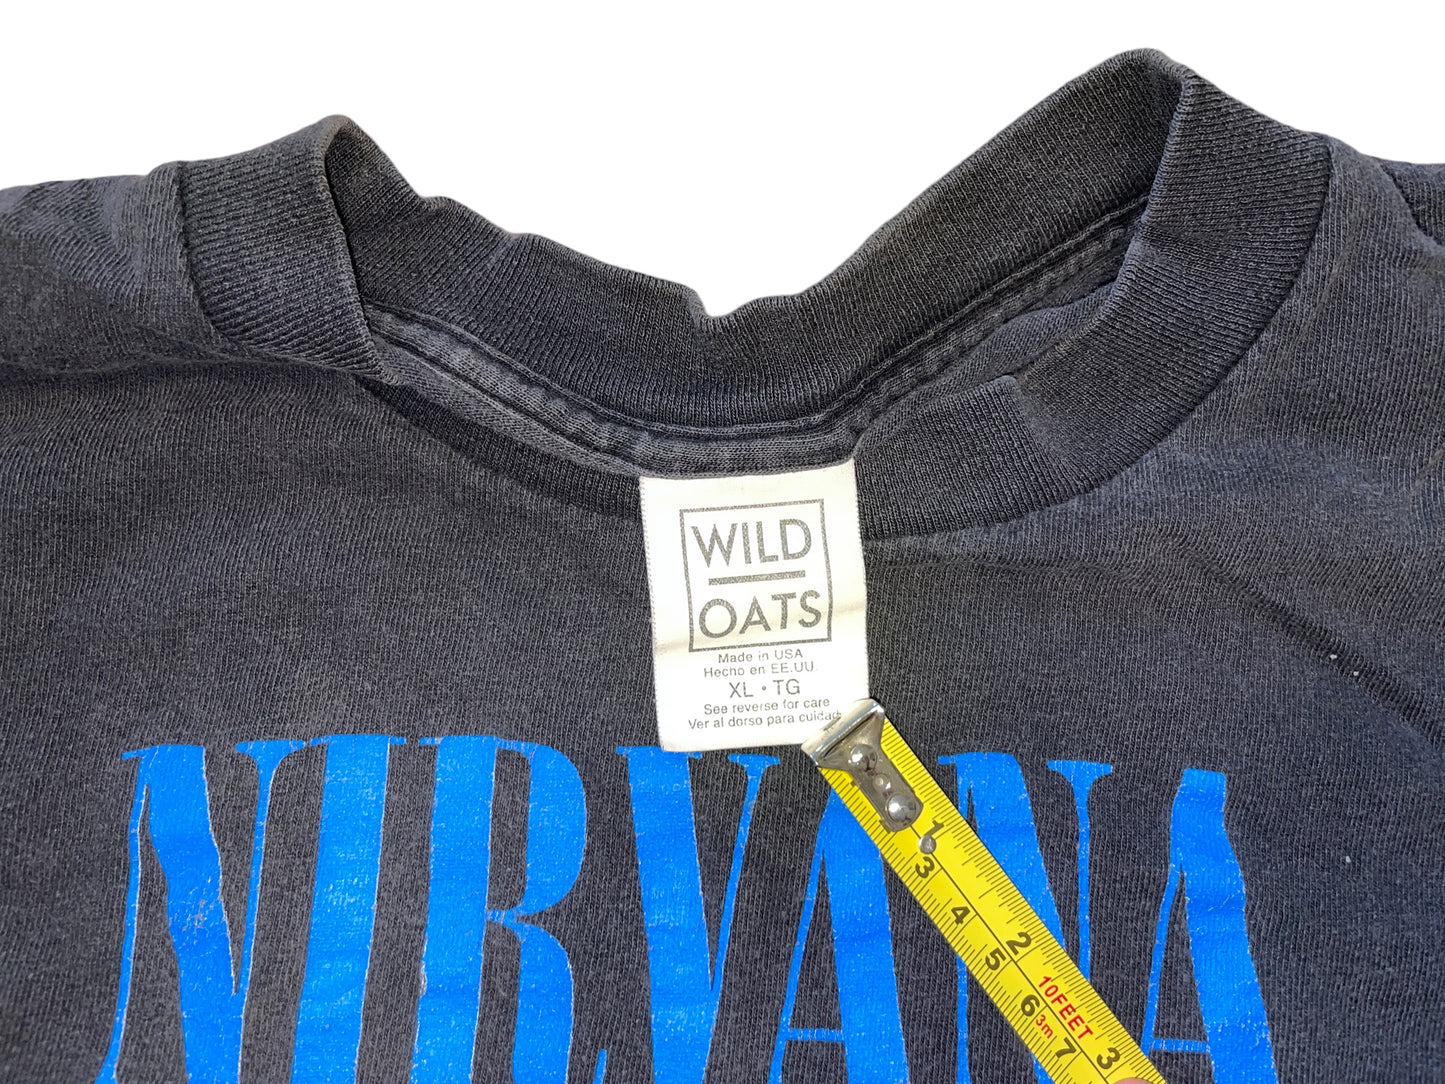 WILD
OATS
Made in USA
Hecho en EE.UU.
XL • TG
See reverse for care
Ver al dorso para cuidad
NIRVANA
1
3
4
2
5
10FEET
6
3m
7
3